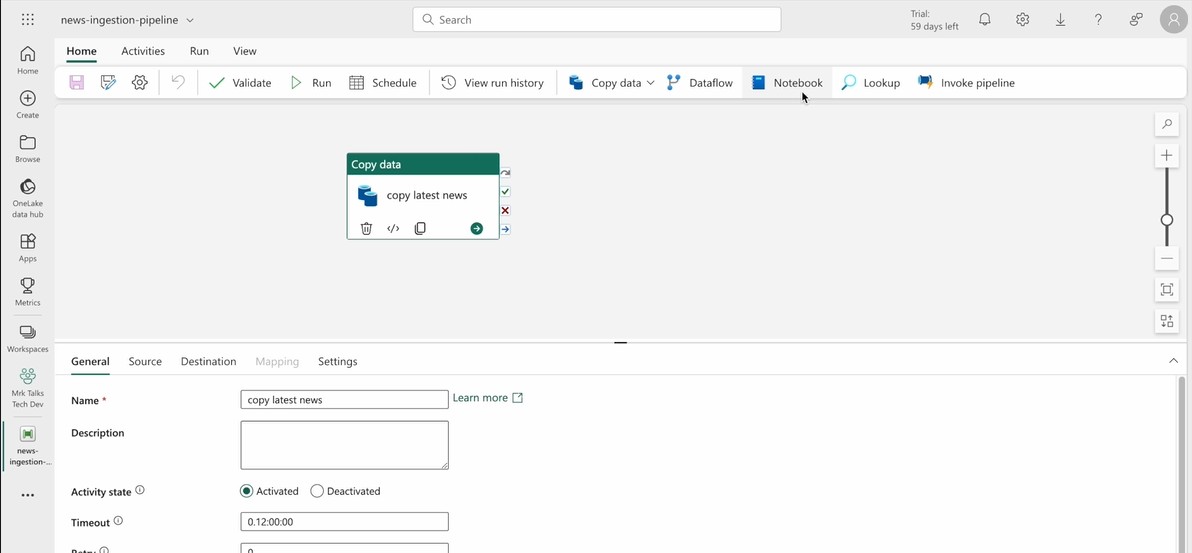 news-ingestion-pipeline
Search
Trial:
59 days left
Home
Activities
Run
View
Validate
Run
Schedule
View run history
Copy data
Dataflow
Notebook
Lookup
Invoke pipeline
Home
Create
Browse
OneLake
data hub
Apps
Metrics
Workspaces
Mrk Talks
Tech Dev
news-
ingestion-...
Copy data
copy latest news
General
Source
Destination
Mapping
Settings
Name *
copy latest news
Learn more
Description
Activity state
Activated
Deactivated
Timeout
0.12:00:00
Retry
0